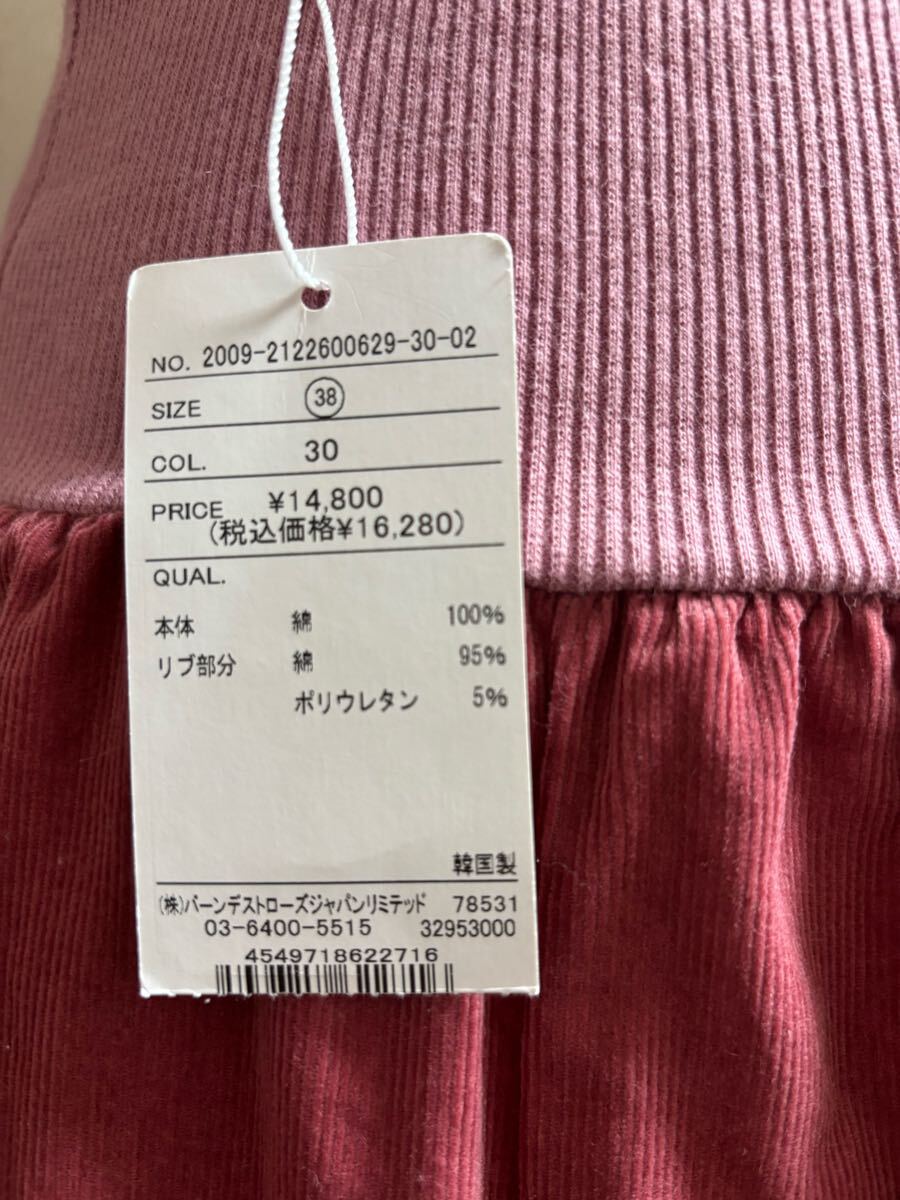 NO. 2009-2122600629-30-02
SIZE 38
COL. 30
PRICE ¥14,800
(税込価格¥16,280)
QUAL.
本体 綿 100%
リブ部分 綿 95%
ポリウレタン 5%
韓国製
(株)バーンデストローズジャパンリミテッド 78531
03-6400-5515 32953000
4549718622716